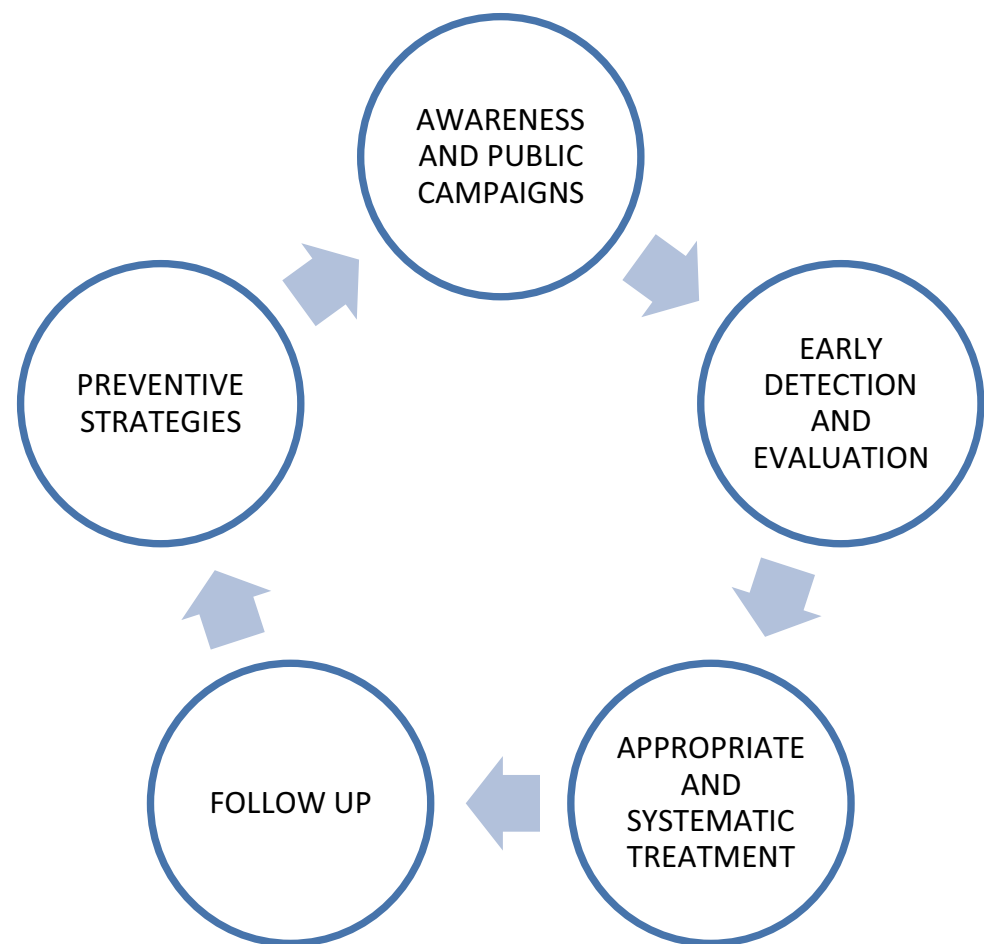 AWARENESS
AND PUBLIC
CAMPAIGNS
EARLY
DETECTION
AND
EVALUATION
APPROPRIATE
AND
SYSTEMATIC
TREATMENT
FOLLOW UP
PREVENTIVE
STRATEGIES